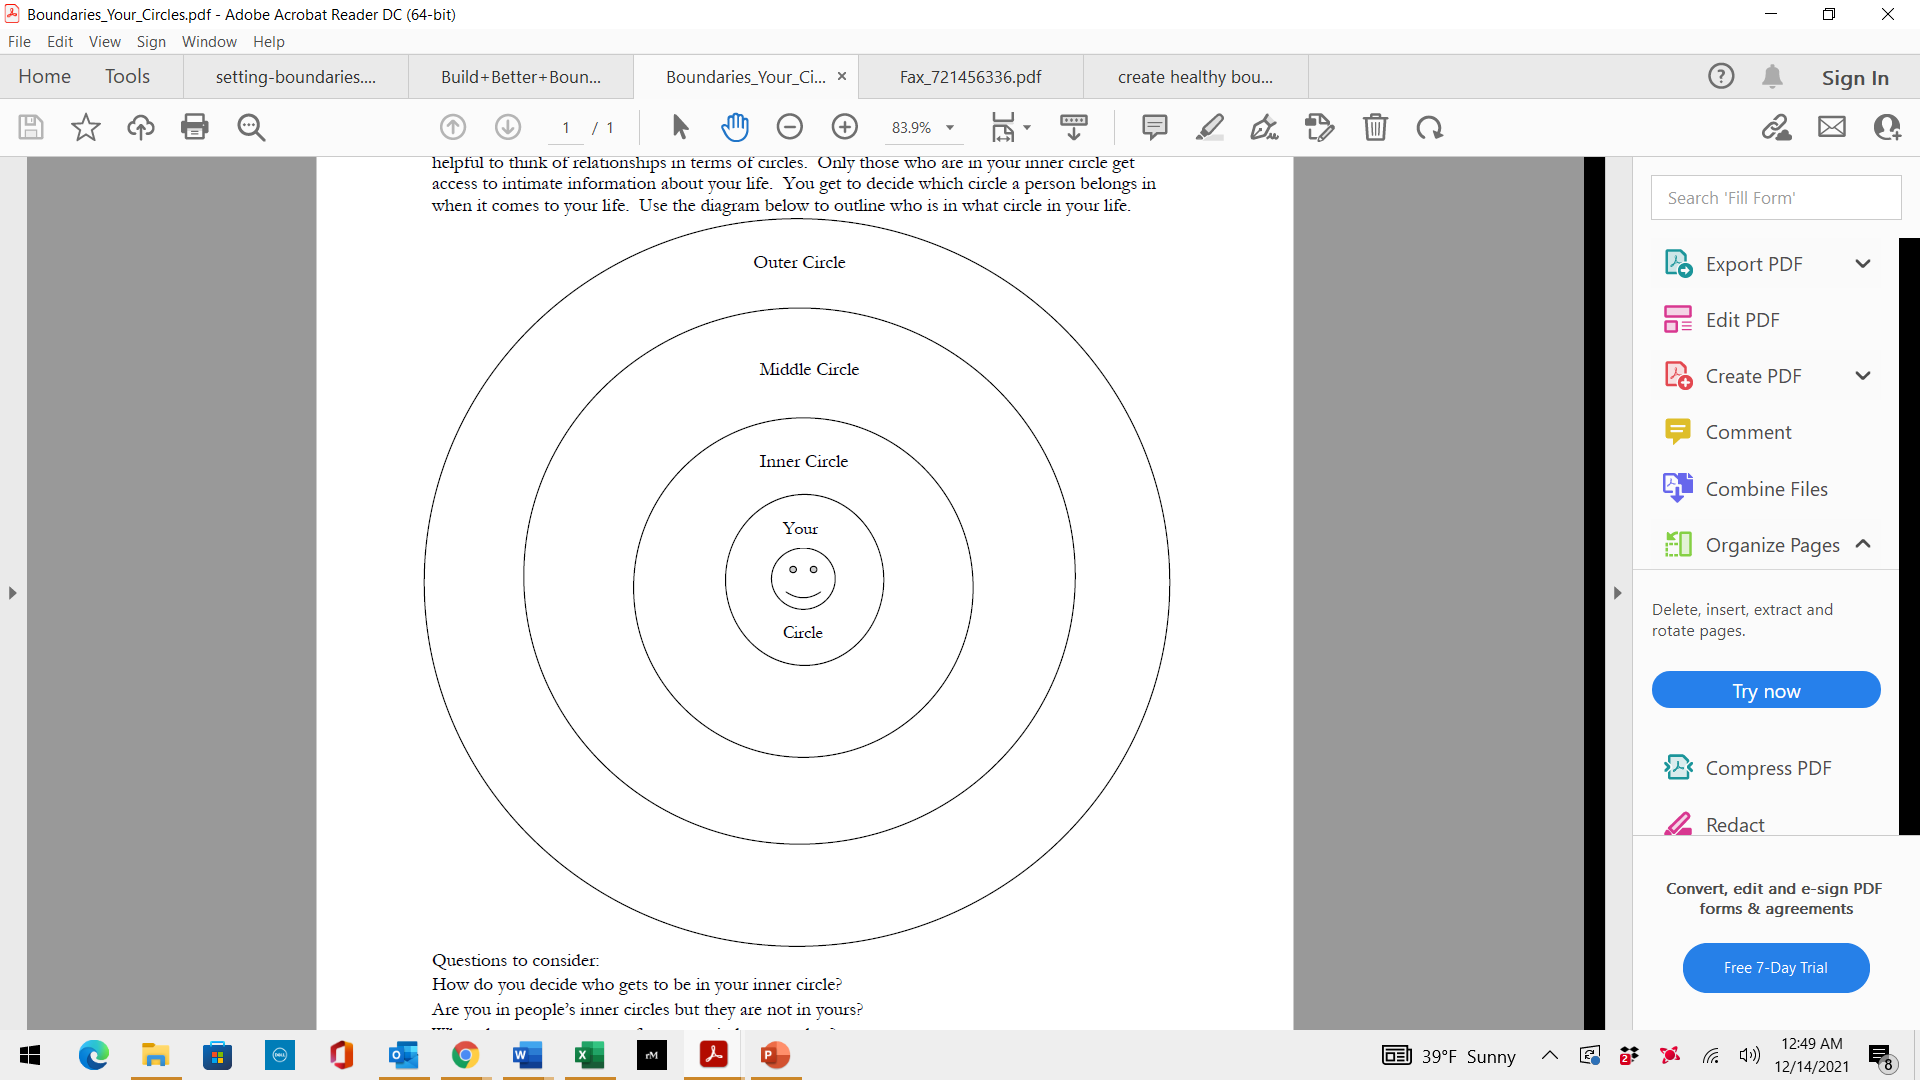 Boundaries_Your_Circles.pdf - Adobe Acrobat Reader DC (64-bit)
File Edit View Sign Window Help
Home Tools setting-boundaries.... Build+Better+Boun... Boundaries_Your_Ci... × Fax_721456336.pdf create healthy bou... Sign In
1 / 1 83.9%
helpful to think of relationships in terms of circles. Only those who are in your inner circle get
access to intimate information about your life. You get to decide which circle a person belongs in
when it comes to your life. Use the diagram below to outline who is in what circle in your life.
Outer Circle
Middle Circle
Inner Circle
Your
Circle
Questions to consider:
How do you decide who gets to be in your inner circle?
Are you in people's inner circles but they are not in yours?
Search 'Fill Form'
Export PDF
Edit PDF
Create PDF
Comment
Combine Files
Organize Pages
Delete, insert, extract and
rotate pages.
Try now
Compress PDF
Redact
Convert, edit and e-sign PDF
forms & agreements
Free 7-Day Trial
DELL
rM
39°F Sunny
2
12:49 AM
12/14/2021
8